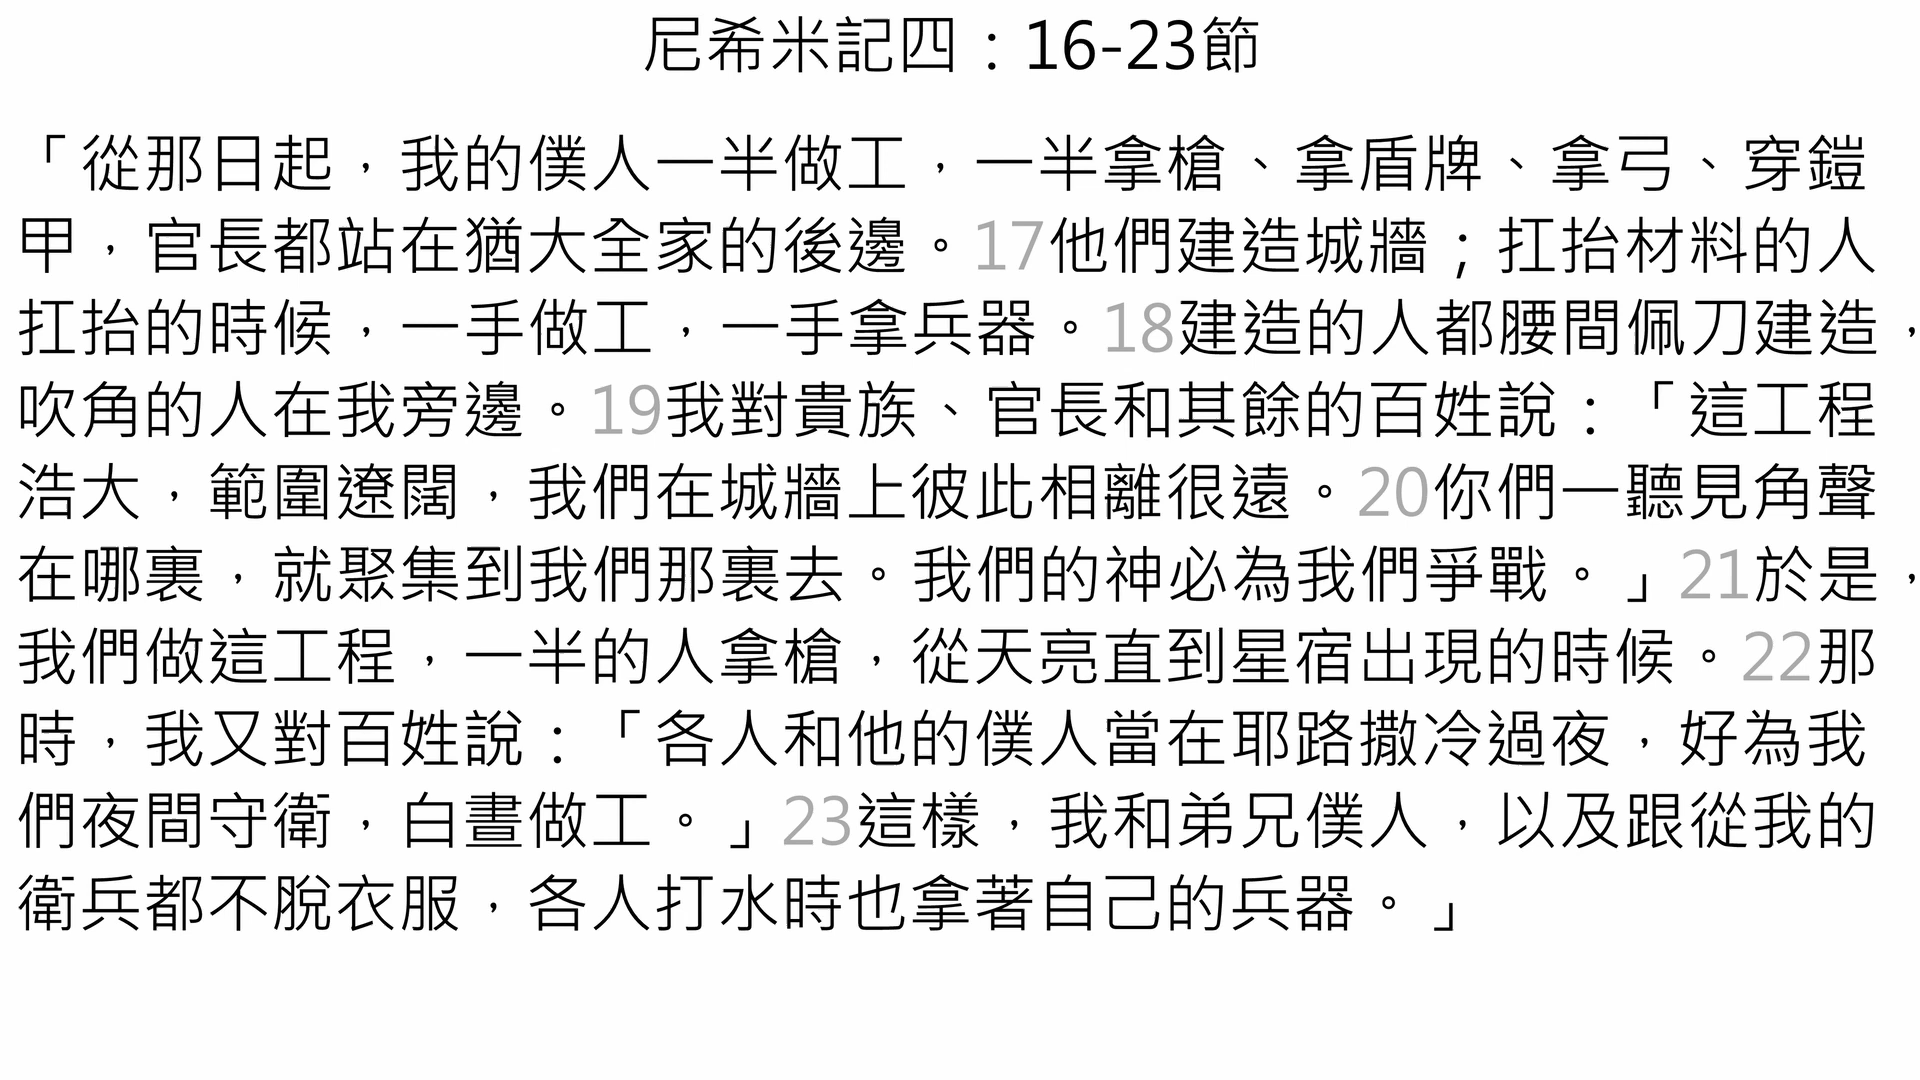 尼希米記四：16-23節
「從那日起，我的僕人一半做工，一半拿槍、拿盾牌、拿弓、穿鎧
甲，官長都站在猶大全家的後邊。17他們建造城牆；扛抬材料的人
扛抬的時候，一手做工，一手拿兵器。18建造的人都腰間佩刀建造，
吹角的人在我旁邊。19我對貴族、官長和其餘的百姓說：「這工程
浩大，範圍遼闊，我們在城牆上彼此相離很遠。20你們一聽見角聲
在哪裏，就聚集到我們那裏去。我們的神必為我們爭戰。」21於是，
我們做這工程，一半的人拿槍，從天亮直到星宿出現的時候。22那
時，我又對百姓說：「各人和他的僕人當在耶路撒冷過夜，好為我
們夜間守衛，白晝做工。」23這樣，我和弟兄僕人，以及跟從我的
衛兵都不脫衣服，各人打水時也拿著自己的兵器。」